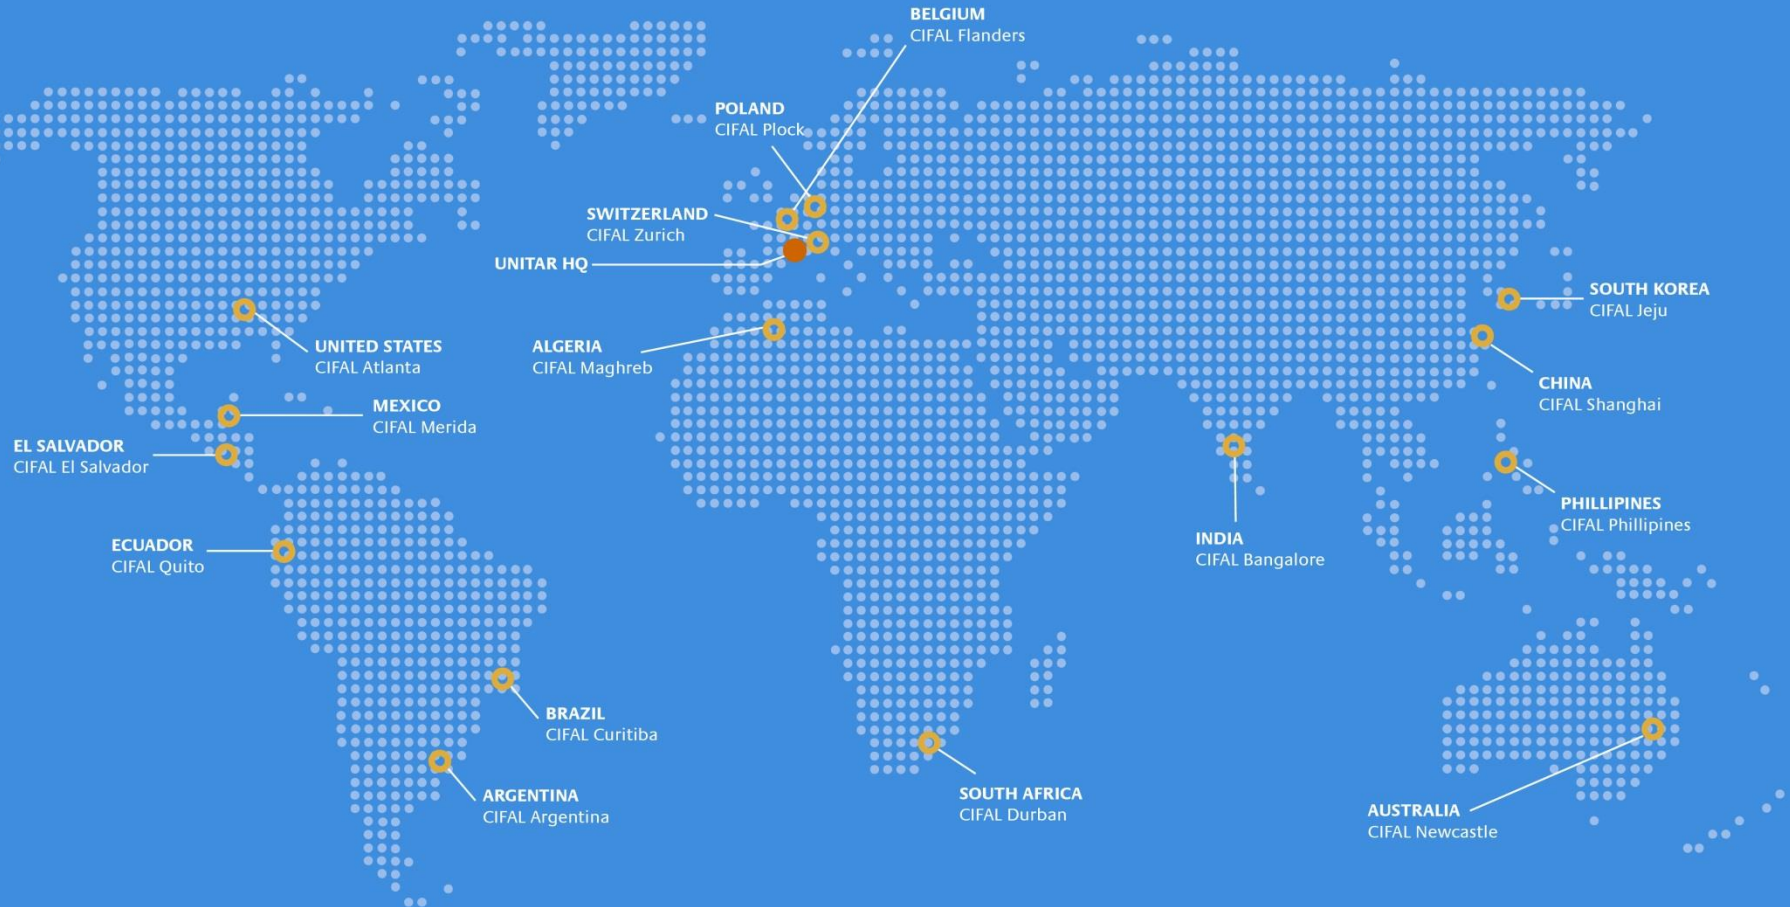 BELGIUM
CIFAL Flanders
POLAND
CIFAL Plock
SWITZERLAND
CIFAL Zurich
UNITAR HQ
SOUTH KOREA
CIFAL Jeju
UNITED STATES
CIFAL Atlanta
ALGERIA
CIFAL Maghreb
CHINA
CIFAL Shanghai
MEXICO
CIFAL Merida
EL SALVADOR
CIFAL El Salvador
PHILLIPINES
CIFAL Phillipines
ECUADOR
CIFAL Quito
INDIA
CIFAL Bangalore
BRAZIL
CIFAL Curitiba
ARGENTINA
CIFAL Argentina
SOUTH AFRICA
CIFAL Durban
AUSTRALIA
CIFAL Newcastle